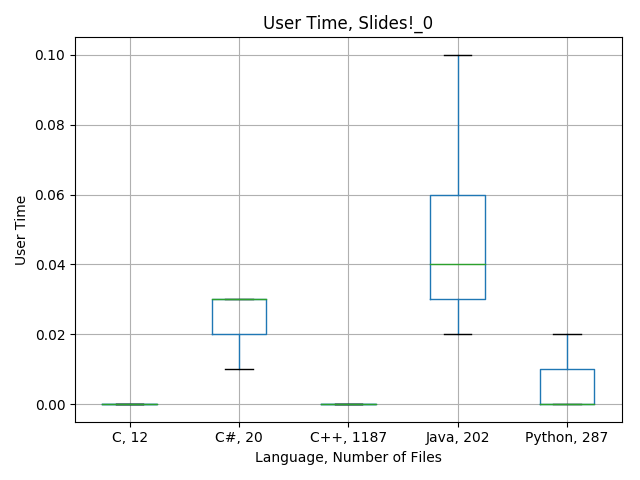 User Time, Slides!_0
0.10
0.08
0.06
0.04
0.02
0.00
User Time
C, 12
C#, 20
C++, 1187
Java, 202
Python, 287
Language, Number of Files